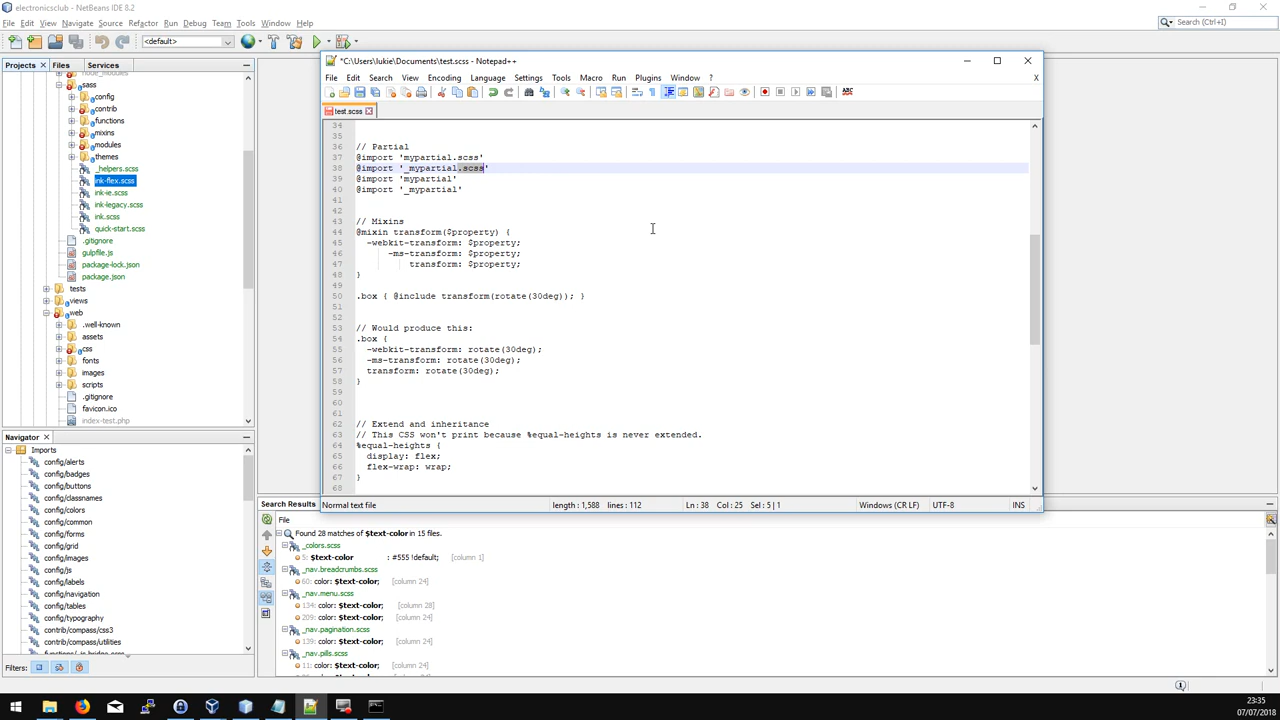 electronicsclub - NetBeans IDE 8.2
File Edit View Navigate Source Refactor Run Debug Team Tools Window Help
Search (Ctrl+I)
<default>
Projects Files
node_modules
sass
config
contrib
functions
mixins
modules
themes
_helpers.scss
ink-flex.scss
ink-ie.scss
ink-legacy.scss
ink.scss
quick-start.scss
.gitignore
gulpfile.js
package-lock.json
package.json
tests
views
web
.well-known
assets
css
fonts
images
scripts
.gitignore
favicon.ico
index-test.php
Navigator
Imports
config/alerts
config/badges
config/buttons
config/classnames
config/colors
config/common
config/forms
config/grid
config/images
config/js
config/labels
config/navigation
config/tables
config/typography
contrib/compass/css3
contrib/compass/utilities
Filters:
*C:\Users\lukie\Documents\test.scss - Notepad++
File Edit Search View Encoding Language Settings Tools Macro Run Plugins Window ? X
test.scss
34
35
36 // Partial
37 @import 'mypartial.scss'
38 @import '_mypartial.scss'
39 @import 'mypartial'
40 @import '_mypartial'
41
42
43 // Mixins
44 @mixin transform($property) {
45 -webkit-transform: $property;
46 -ms-transform: $property;
47 transform: $property;
48 }
49
50 .box { @include transform(rotate(30deg)); }
51
52
53 // Would produce this:
54 .box {
55 -webkit-transform: rotate(30deg);
56 -ms-transform: rotate(30deg);
57 transform: rotate(30deg);
58 }
59
60
61
62 // Extend and inheritance
63 // This CSS won't print because %equal-heights is never extended.
64 %equal-heights {
65 display: flex;
66 flex-wrap: wrap;
67 }
68
Normal text file length : 1,588 lines : 112 Ln : 38 Col : 25 Sel : 5 | 1 Windows (CR LF) UTF-8 INS
Search Results
File
Found 28 matches of $text-color in 15 files.
_colors.scss
5: $text-color : #555 !default; [column 1]
_nav.breadcrumbs.scss
60: color: $text-color; [column 24]
_nav.menu.scss
134: color: $text-color; [column 28]
209: color: $text-color; [column 24]
_nav.pagination.scss
139: color: $text-color; [column 24]
_nav.pills.scss
11: color: $text-color; [column 24]
23:35
07/07/2018